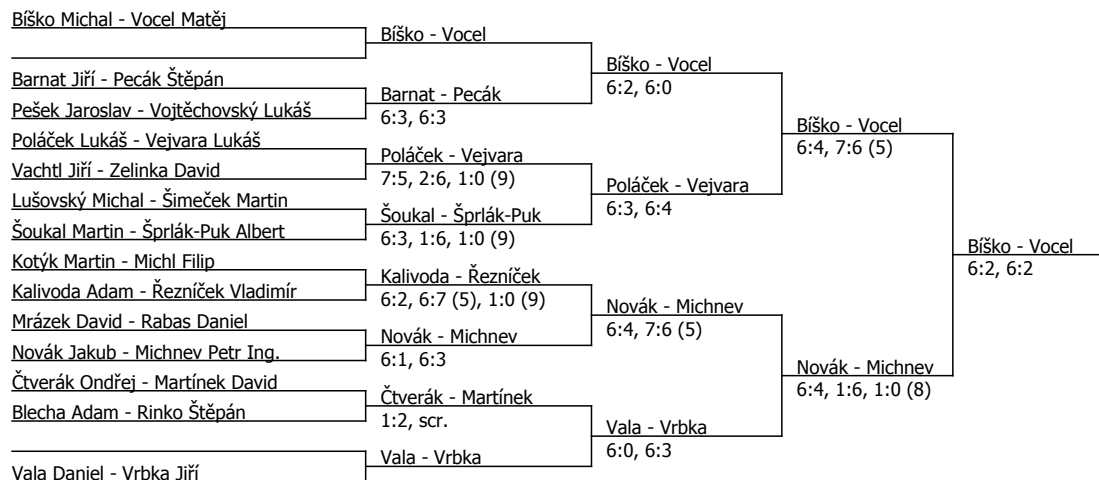 Bíško Michal - Vocel Matěj
Barnat Jiří - Pecák Štěpán
Pešek Jaroslav - Vojtěchovský Lukáš
Poláček Lukáš - Vejvara Lukáš
Vachtl Jiří - Zelinka David
Lušovský Michal - Šimeček Martin
Šoukal Martin - Šprlák-Puk Albert
Kotýk Martin - Michl Filip
Kalivoda Adam - Řezníček Vladimír
Mrázek David - Rabas Daniel
Novák Jakub - Michnev Petr Ing.
Čtverák Ondřej - Martínek David
Blecha Adam - Rinko Štěpán
Vala Daniel - Vrbka Jiří
Bíško - Vocel
Barnat - Pecák
6:3, 6:3
Poláček - Vejvara
7:5, 2:6, 1:0 (9)
Šoukal - Šprlák-Puk
6:3, 1:6, 1:0 (9)
Kalivoda - Řezníček
6:2, 6:7 (5), 1:0 (9)
Novák - Michnev
6:1, 6:3
Čtverák - Martínek
1:2, scr.
Vala - Vrbka
Bíško - Vocel
6:2, 6:0
Poláček - Vejvara
6:3, 6:4
Novák - Michnev
6:4, 7:6 (5)
Vala - Vrbka
6:0, 6:3
Bíško - Vocel
6:4, 7:6 (5)
Novák - Michnev
6:4, 1:6, 1:0 (8)
Bíško - Vocel
6:2, 6:2